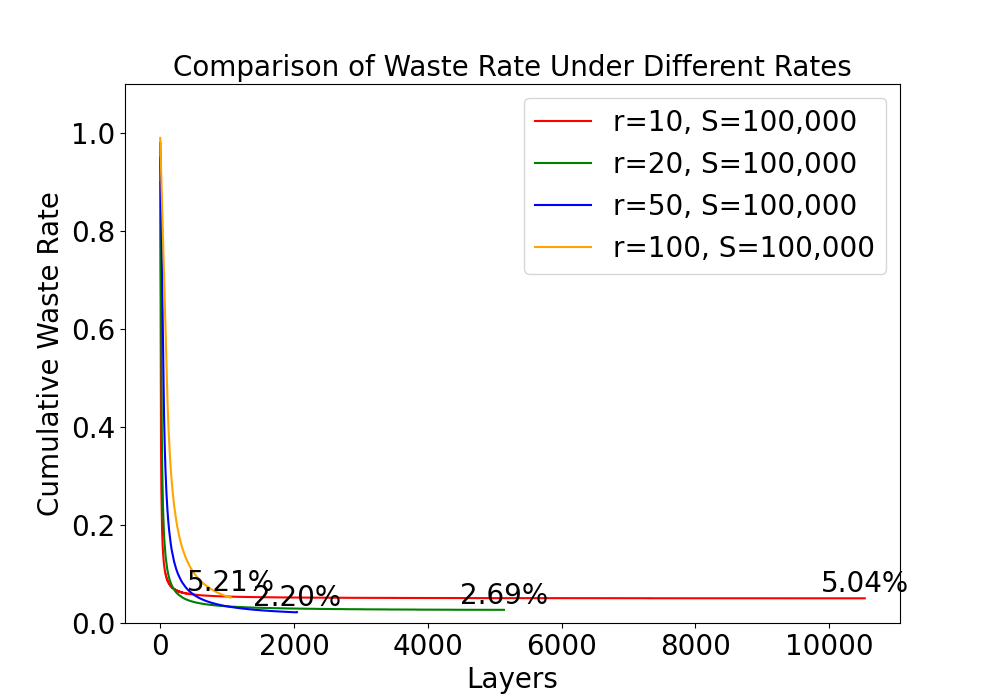 Comparison of Waste Rate Under Different Rates
r=10, S=100,000
r=20, S=100,000
r=50, S=100,000
r=100, S=100,000
Cumulative Waste Rate
1.0
0.8
0.6
0.4
0.2
0.0
5.21%
2.20%
2.69%
5.04%
0 2000 4000 6000 8000 10000
Layers